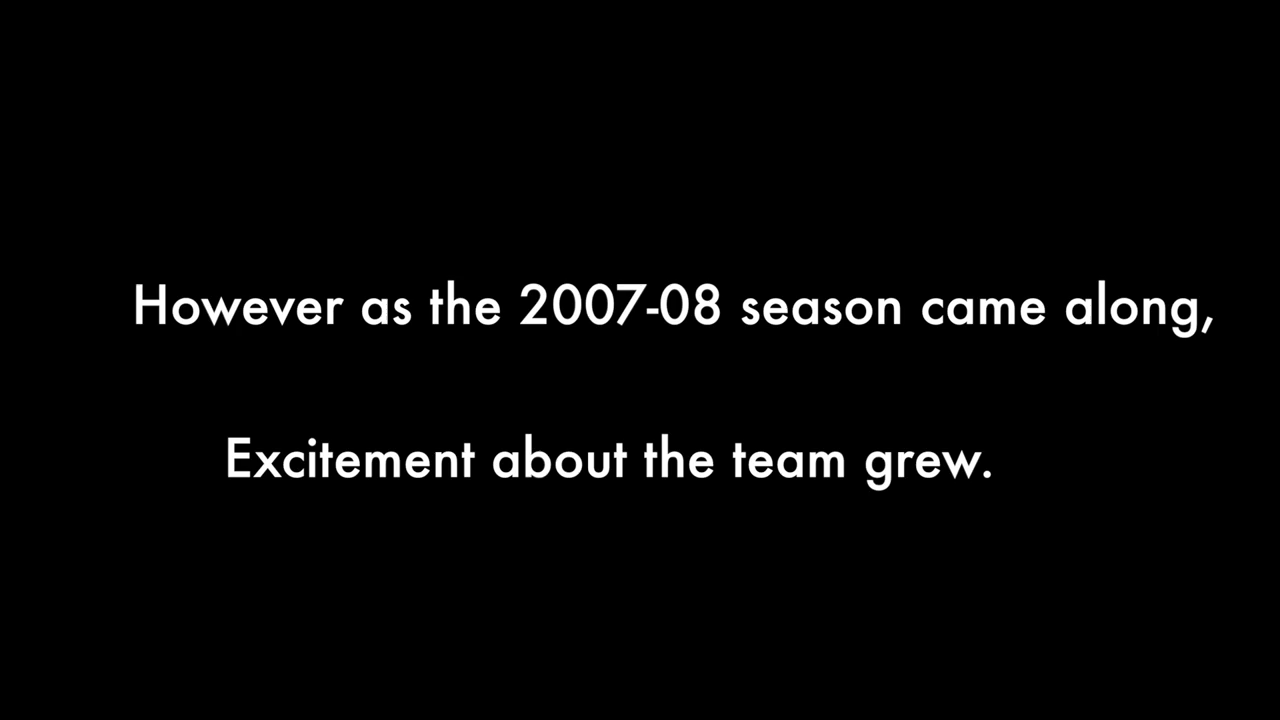 However as the 2007-08 season came along,
Excitement about the team grew.